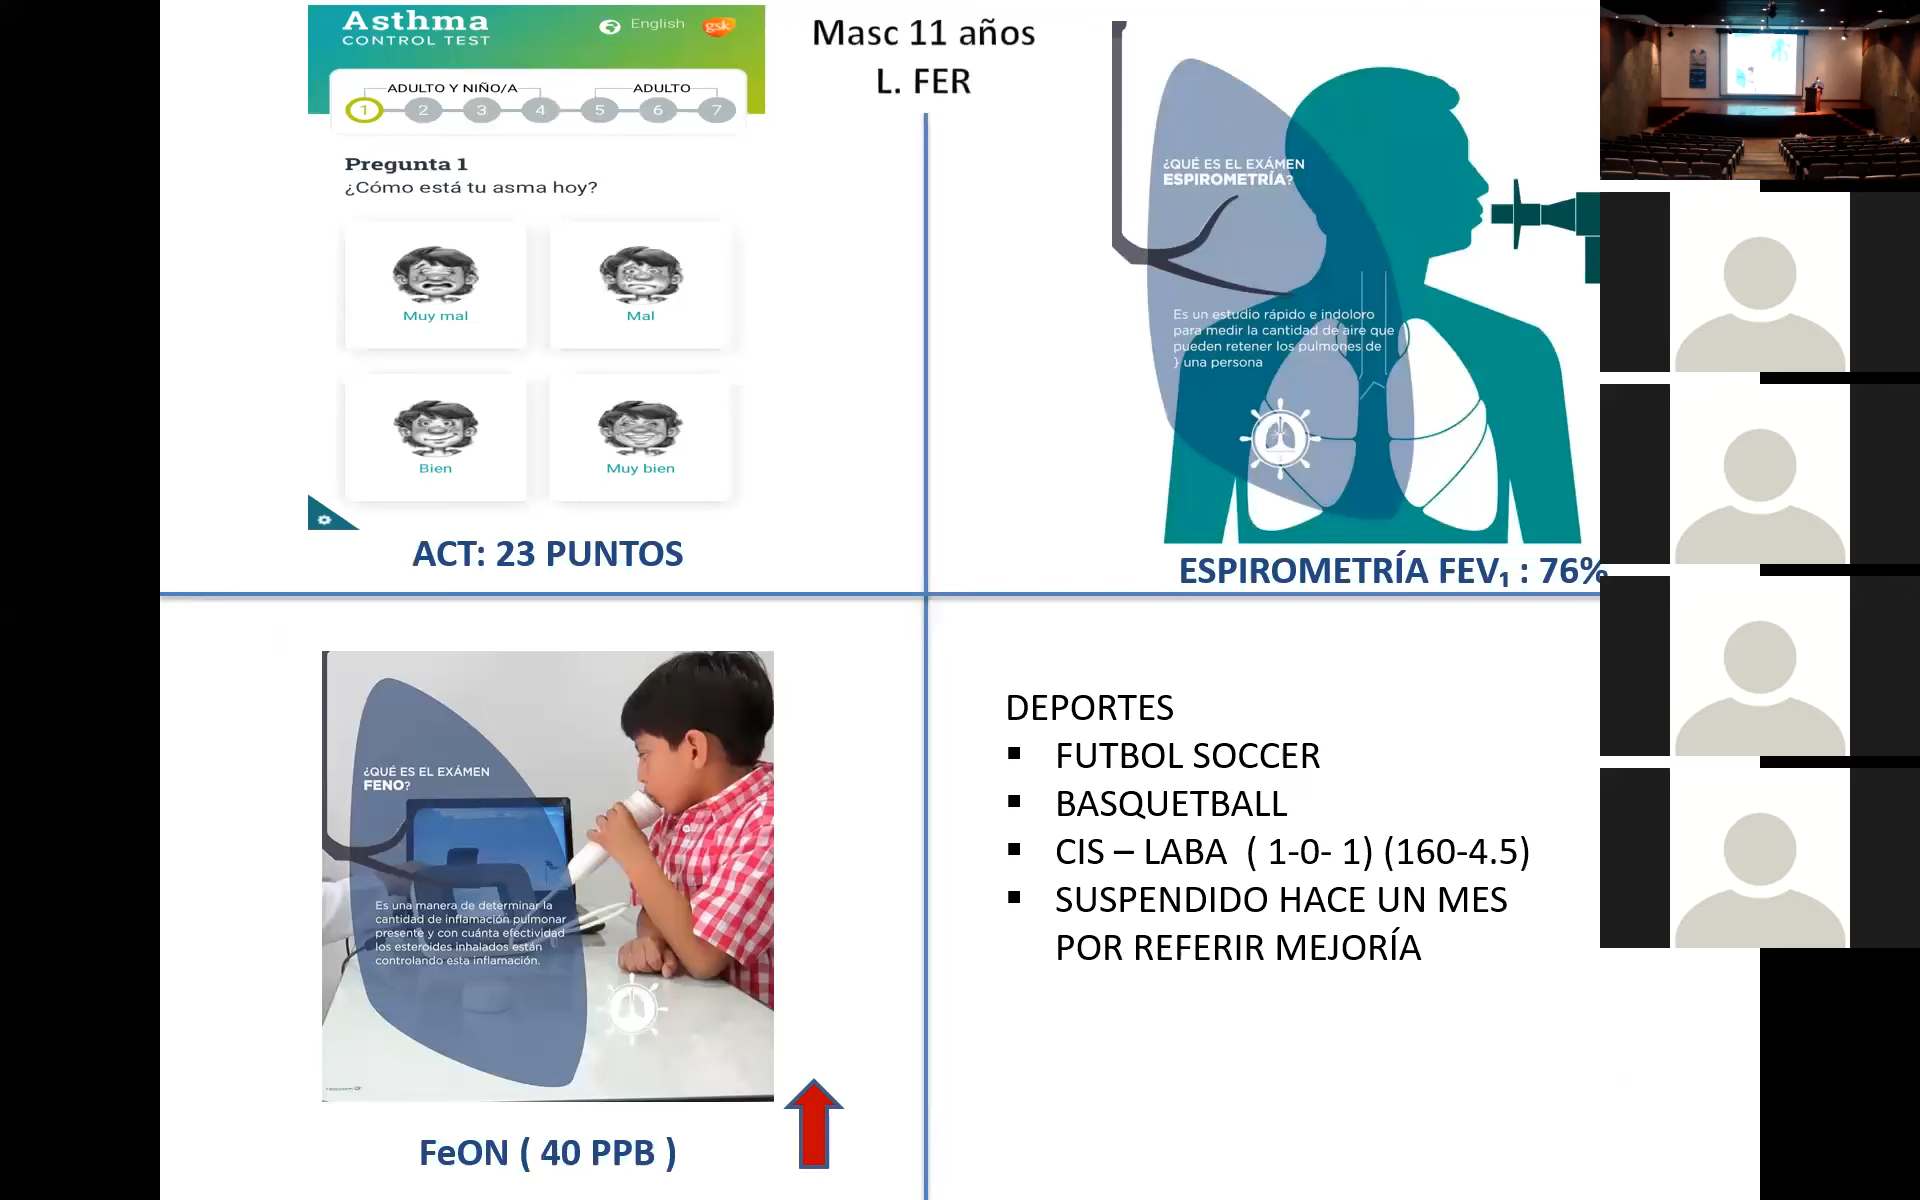 Asthma
CONTROL TEST
English
gsk
ADULTO Y NIÑO/A
ADULTO
1 2 3 4 5 6 7
Pregunta 1
¿Cómo está tu asma hoy?
Muy mal
Mal
Bien
Muy bien
ACT: 23 PUNTOS
Masc 11 años
L. FER
¿QUÉ ES EL EXÁMEN
ESPIROMETRÍA?
Es un estudio rápido e indoloro
para medir la cantidad de aire que
pueden retener los pulmones de
} una persona
ESPIROMETRÍA FEV₁ : 76%
¿QUÉ ES EL EXÁMEN
FENO?
Es una manera de determinar la
cantidad de inflamación pulmonar
presente y con cuánta efectividad
los esteroides inhalados están
controlando esta inflamación.
FeON ( 40 PPB )
DEPORTES
▪ FUTBOL SOCCER
▪ BASQUETBALL
▪ CIS – LABA ( 1-0- 1) (160-4.5)
▪ SUSPENDIDO HACE UN MES
POR REFERIR MEJORÍA